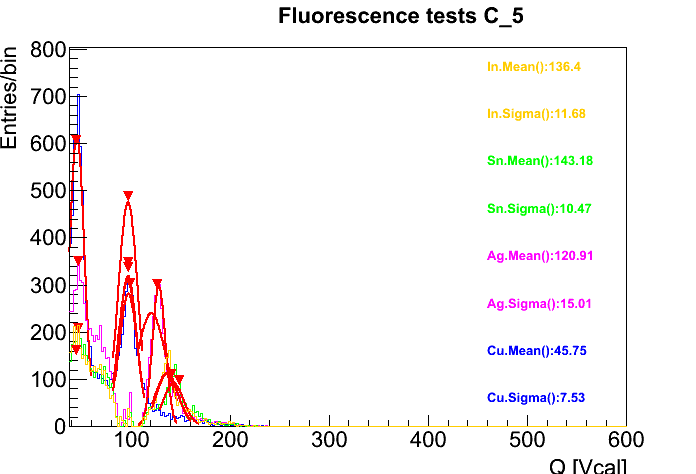 Fluorescence tests C_5
Entries/bin
800
700
600
500
400
300
200
100
0
In.Mean():136.4
In.Sigma():11.68
Sn.Mean():143.18
Sn.Sigma():10.47
Ag.Mean():120.91
Ag.Sigma():15.01
Cu.Mean():45.75
Cu.Sigma():7.53
100 200 300 400 500 600
Q [Vcal]